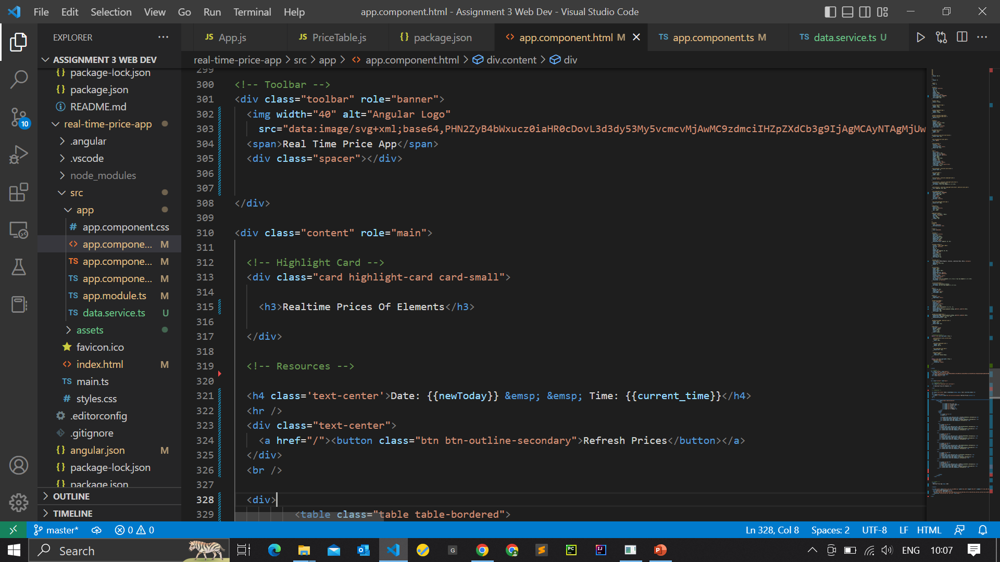 File Edit Selection View Go Run Terminal Help
app.component.html - Assignment 3 Web Dev - Visual Studio Code
EXPLORER
JS App.js
JS PriceTable.js
{} package.json
<> app.component.html M
TS app.component.ts M
TS data.service.ts U
ASSIGNMENT 3 WEB DEV
real-time-price-app > src > app > <> app.component.html > div.content > div
{} package-lock.json
{} package.json
README.md
real-time-price-app
.angular
.vscode
node_modules
src
app
# app.component.css
<> app.compone... M
TS app.compone... M
TS app.compone... M
TS app.module.ts M
TS data.service.ts U
assets
favicon.ico
<> index.html M
TS main.ts
# styles.css
.editorconfig
.gitignore
{} angular.json M
{} package-lock.json
{} package.json
OUTLINE
TIMELINE
10
299
300 <!-- Toolbar -->
301 <div class="toolbar" role="banner">
302 <img width="40" alt="Angular Logo"
303 src="data:image/svg+xml;base64,PHN2ZyB4bWxucz0iaHR0cDovL3d3dy53My5vcmcvMjAwMC9zdmciIHZpZXdCb3g9IjAgMCAyNTAgMjUw
304 <span>Real Time Price App</span>
305 <div class="spacer"></div>
306
307
308 </div>
309
310 <div class="content" role="main">
311
312 <!-- Highlight Card -->
313 <div class="card highlight-card card-small">
314
315 <h3>Realtime Prices Of Elements</h3>
316
317 </div>
318
319 <!-- Resources -->
320
321 <h4 class='text-center'>Date: {{newToday}} &emsp; &emsp; Time: {{current_time}}</h4>
322 <hr />
323 <div class="text-center">
324 <a href="/"><button class="btn btn-outline-secondary">Refresh Prices</button></a>
325 </div>
326 <br />
327
328 <div>
329 <table class="table table-bordered">
master* 0 0
Ln 328, Col 8 Spaces: 2 UTF-8 LF HTML
Search
G
PC
IJ
P
ENG 10:07